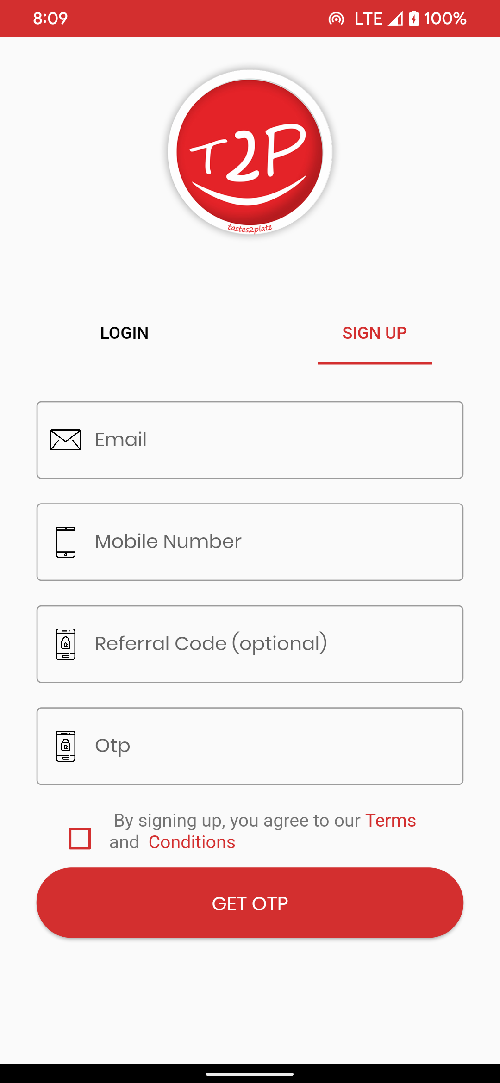 8:09 LTE 100%
T2P
tastes2plate
LOGIN SIGN UP
Email
Mobile Number
Referral Code (optional)
Otp
By signing up, you agree to our Terms
and Conditions
GET OTP